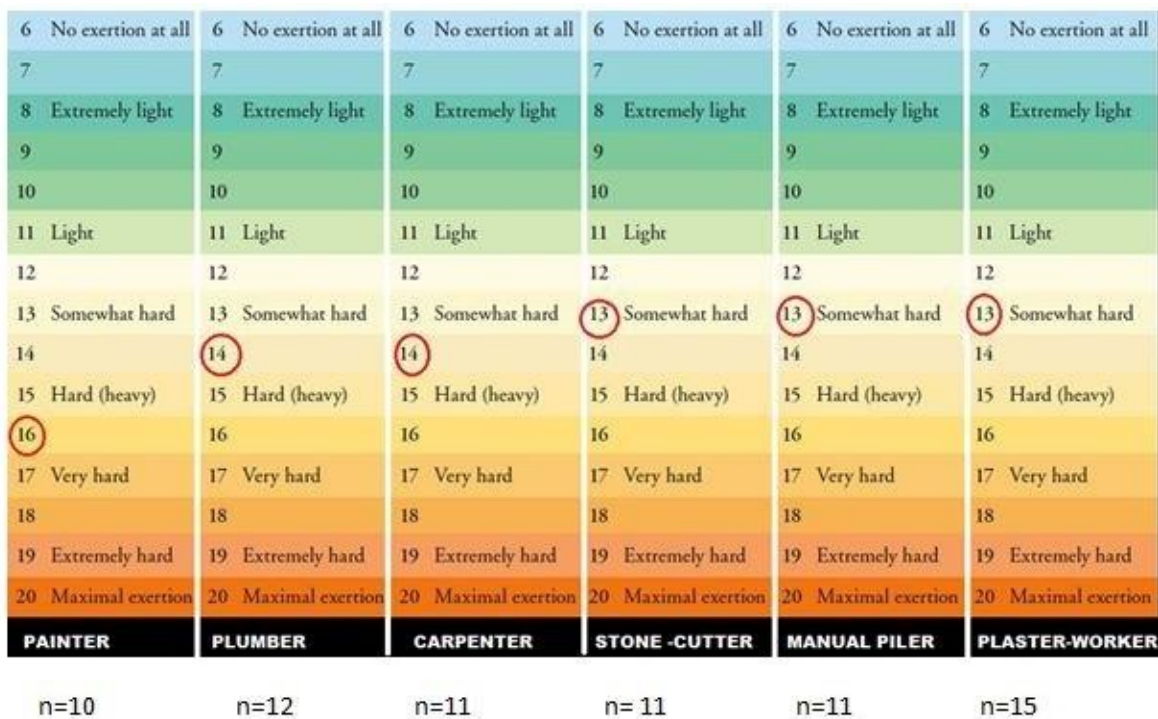 6 No exertion at all 6 No exertion at all 6 No exertion at all 6 No exertion at all 6 No exertion at all 6 No exertion at all
7 7 7 7 7 7
8 Extremely light 8 Extremely light 8 Extremely light 8 Extremely light 8 Extremely light 8 Extremely light
9 9 9 9 9 9
10 10 10 10 10 10
11 Light 11 Light 11 Light 11 Light 11 Light 11 Light
12 12 12 12 12 12
13 Somewhat hard 13 Somewhat hard 13 Somewhat hard 13 Somewhat hard 13 Somewhat hard 13 Somewhat hard
14 14 14 14 14 14
15 Hard (heavy) 15 Hard (heavy) 15 Hard (heavy) 15 Hard (heavy) 15 Hard (heavy) 15 Hard (heavy)
16 16 16 16 16 16
17 Very hard 17 Very hard 17 Very hard 17 Very hard 17 Very hard 17 Very hard
18 18 18 18 18 18
19 Extremely hard 19 Extremely hard 19 Extremely hard 19 Extremely hard 19 Extremely hard 19 Extremely hard
20 Maximal exertion 20 Maximal exertion 20 Maximal exertion 20 Maximal exertion 20 Maximal exertion 20 Maximal exertion
PAINTER PLUMBER CARPENTER STONE -CUTTER MANUAL PILER PLASTER-WORKER
n=10 n=12 n=11 n= 11 n=11 n=15